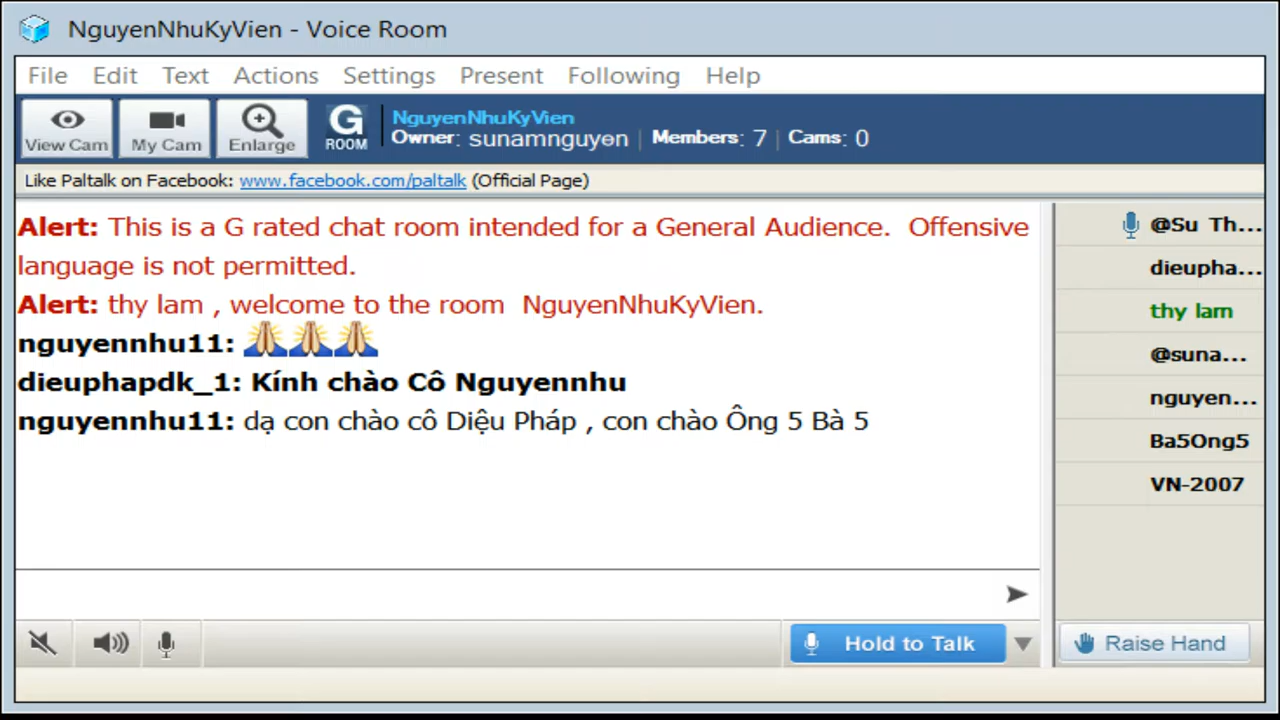 NguyenNhuKyVien - Voice Room
File Edit Text Actions Settings Present Following Help
View Cam My Cam Enlarge G ROOM
NguyenNhuKyVien
Owner: sunamnguyen Members: 7 Cams: 0
Like Paltalk on Facebook: www.facebook.com/paltalk (Official Page)
Alert: This is a G rated chat room intended for a General Audience. Offensive
language is not permitted.
Alert: thy lam , welcome to the room NguyenNhuKyVien.
nguyennhu11: 🙏🙏🙏
dieuphapdk_1: Kính chào Cô Nguyennhu
nguyennhu11: dạ con chào cô Diệu Pháp , con chào Ông 5 Bà 5
@Su Th...
dieupha...
thy lam
@suna...
nguyen...
Ba5Ong5
VN-2007
Hold to Talk
Raise Hand